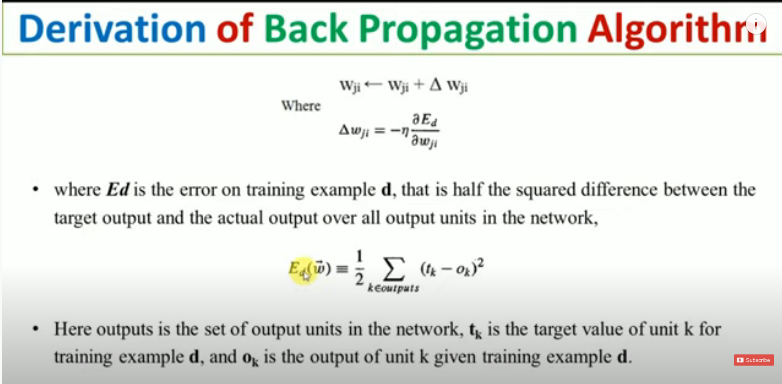 Derivation of Back Propagation Algorithm
wji ← wji + Δ wji
Where
Δwji = −η ∂Ed/∂wji
• where Ed is the error on training example d, that is half the squared difference between the
target output and the actual output over all output units in the network,
Ed(w⃗) ≡ 1/2 ∑ k∈outputs (tk − ok)²
• Here outputs is the set of output units in the network, tk is the target value of unit k for
training example d, and ok is the output of unit k given training example d.
Subscribe